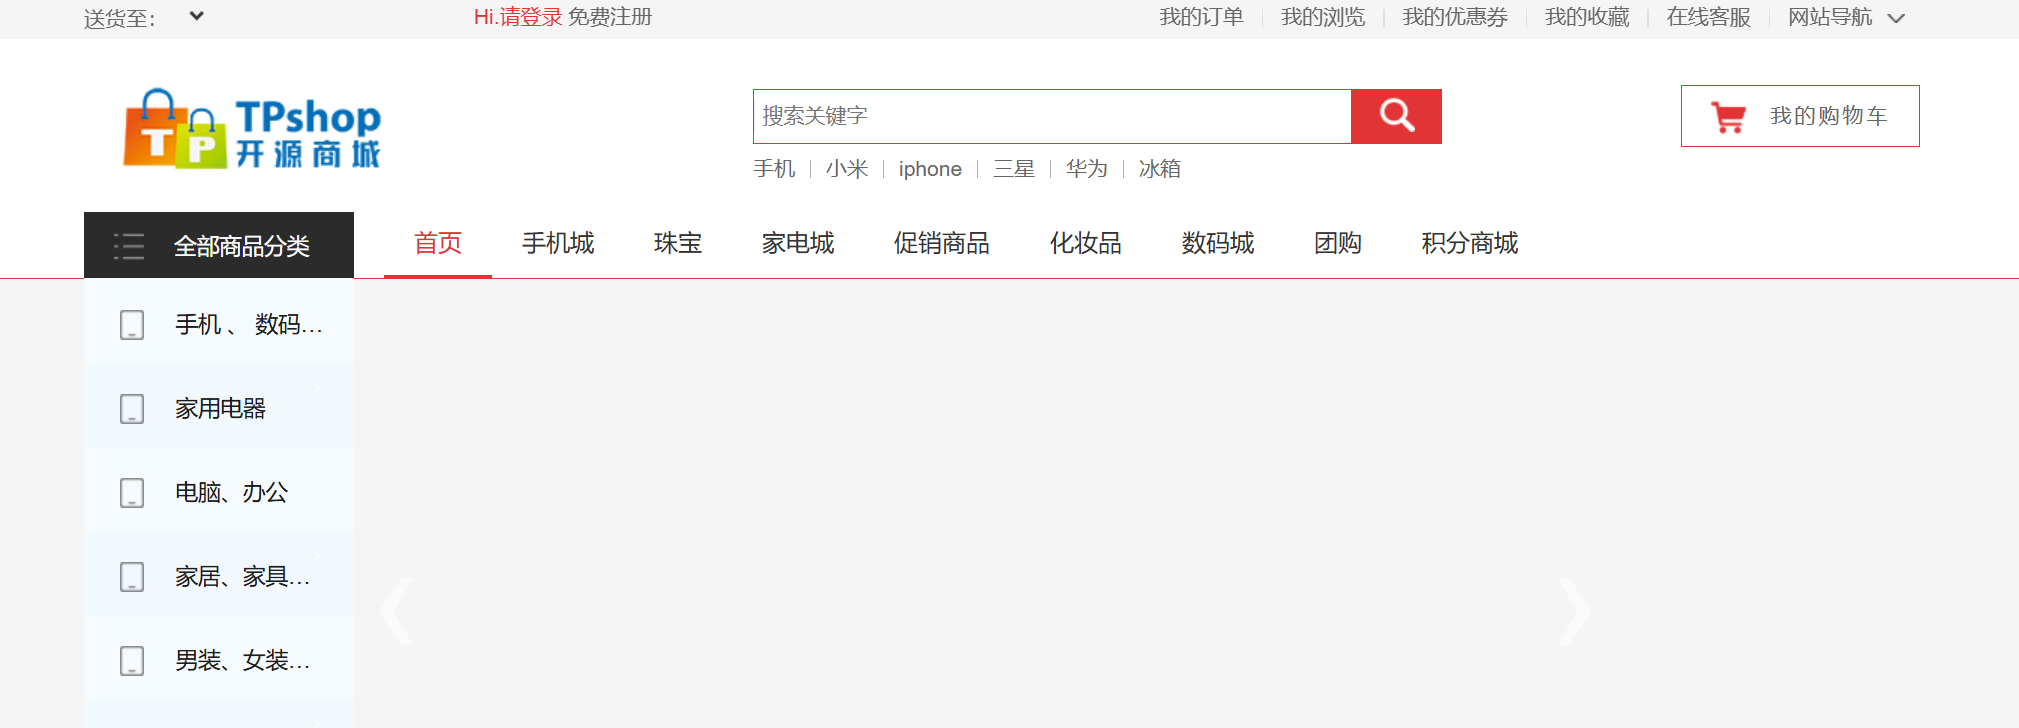 送货至：
Hi.请登录 免费注册
我的订单 我的浏览 我的优惠券 我的收藏 在线客服 网站导航
TPshop
开源商城
TP
搜索关键字
我的购物车
手机 小米 iphone 三星 华为 冰箱
全部商品分类 首页 手机城 珠宝 家电城 促销商品 化妆品 数码城 团购 积分商城
手机 、 数码...
家用电器
电脑、办公
家居、家具...
男装、女装...